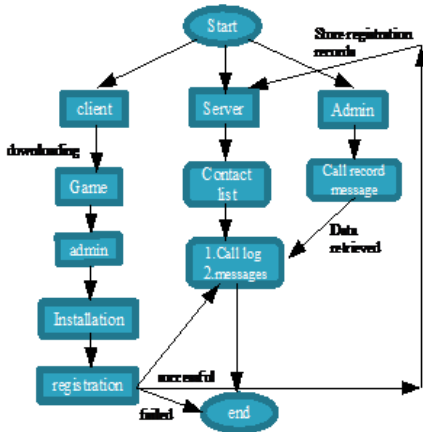 Start
Store registration
records
client
Server
Admin
downloading
Game
Contact
list
Call record
message
admin
1.Call log
2.messages
Data
retrieved
Installation
registration
successful
failed
end